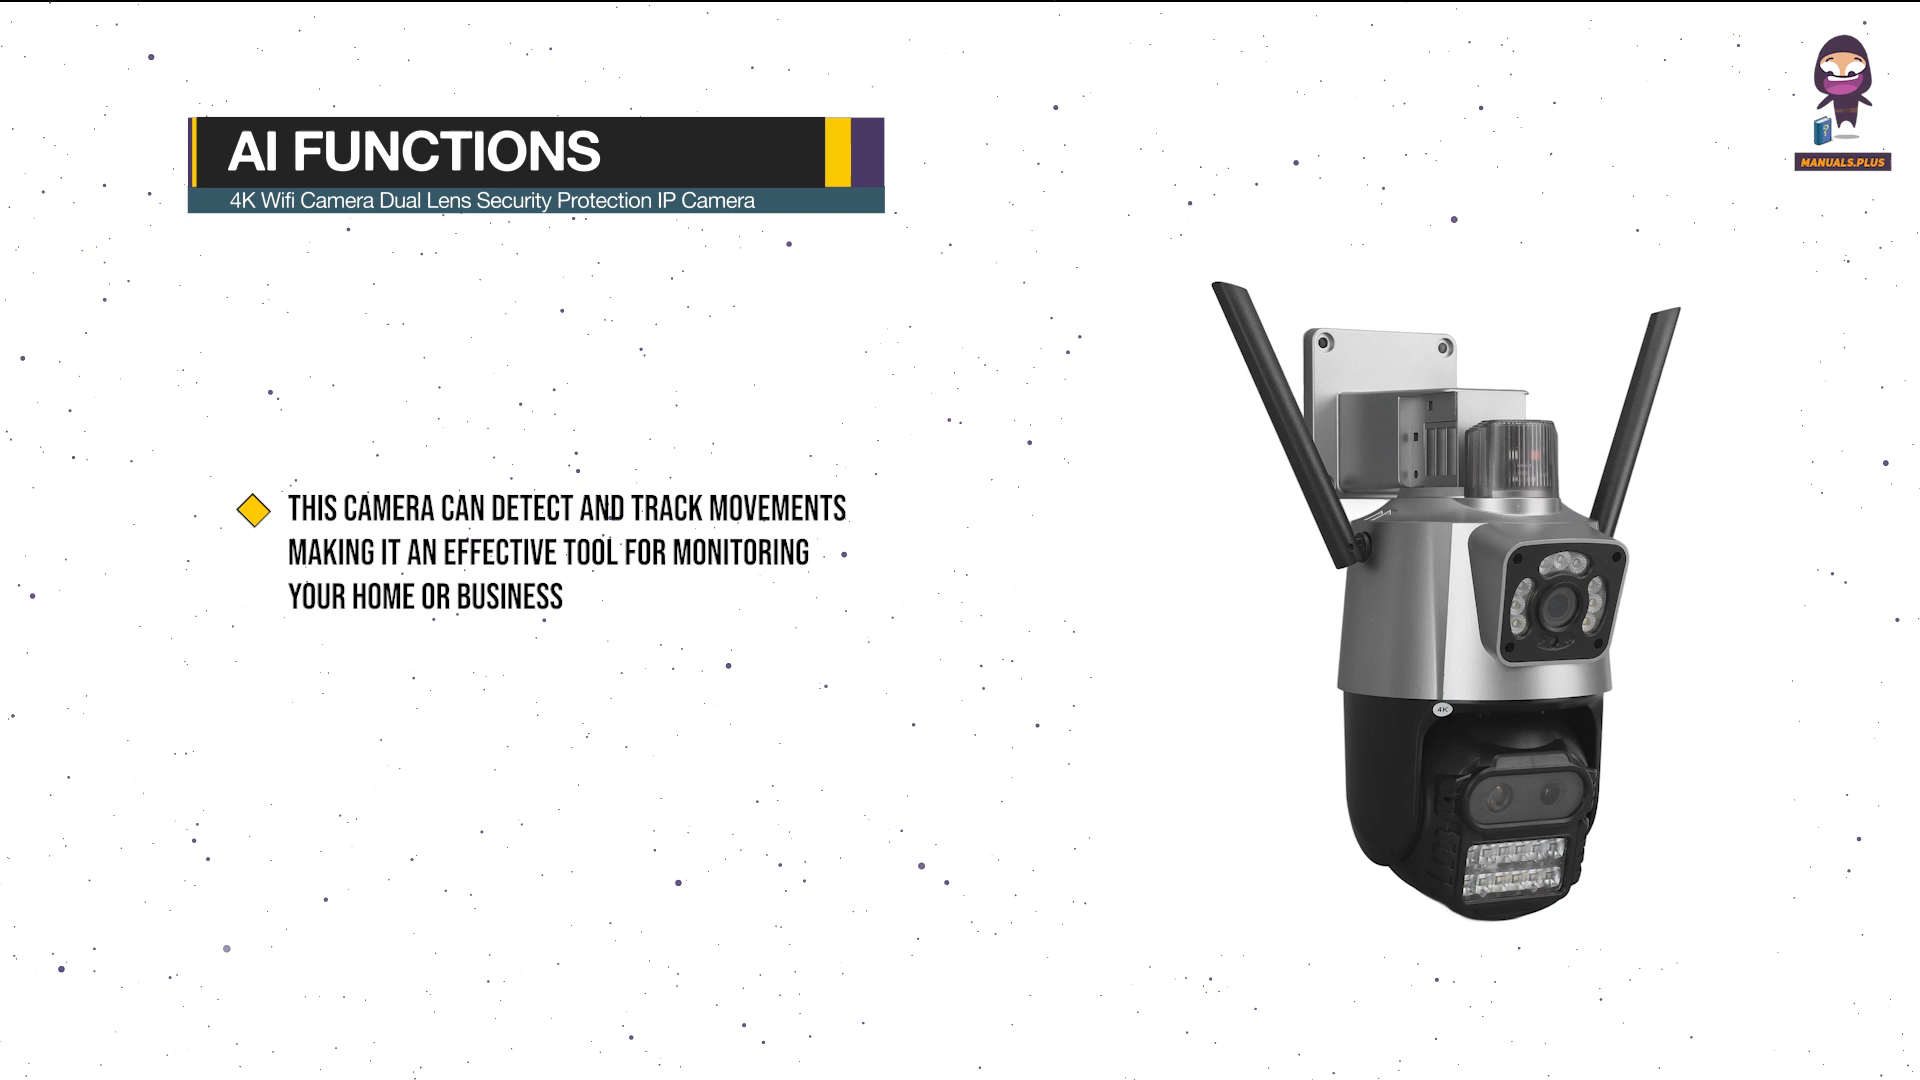 AI FUNCTIONS
4K Wifi Camera Dual Lens Security Protection IP Camera
MANUALS.PLUS
THIS CAMERA CAN DETECT AND TRACK MOVEMENTS
MAKING IT AN EFFECTIVE TOOL FOR MONITORING
YOUR HOME OR BUSINESS
4K